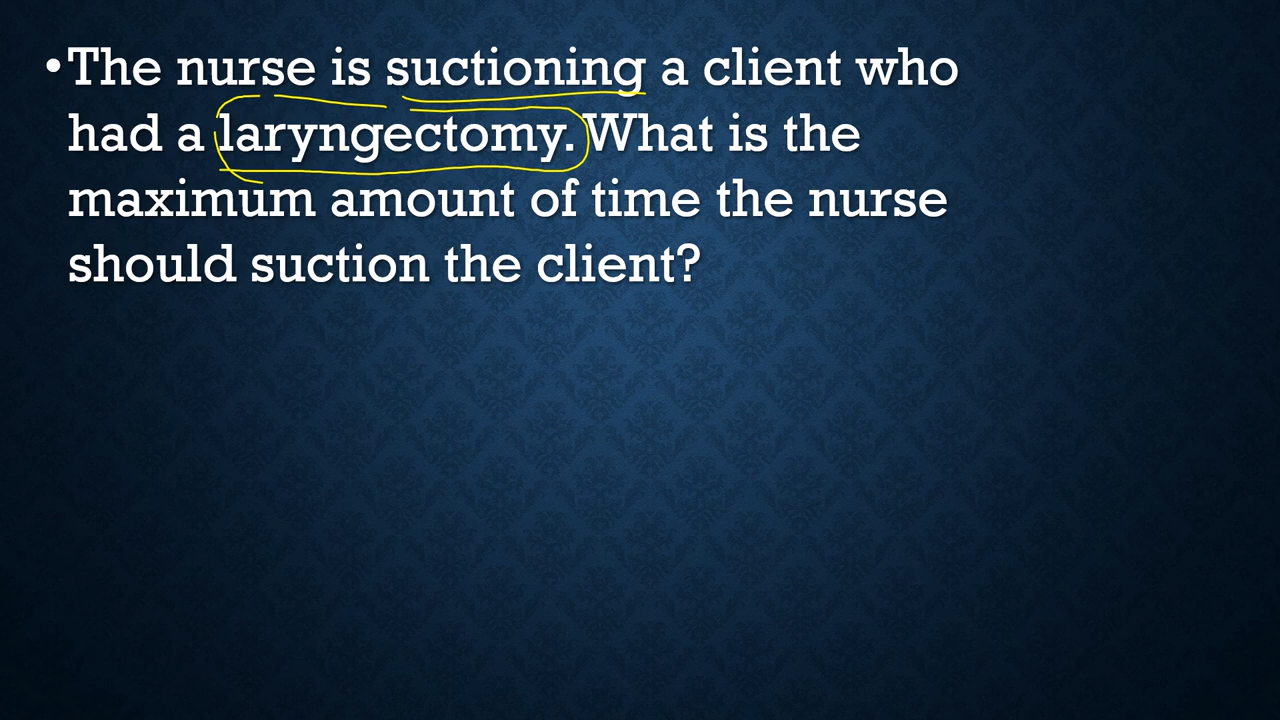 •The nurse is suctioning a client who
had a laryngectomy. What is the
maximum amount of time the nurse
should suction the client?